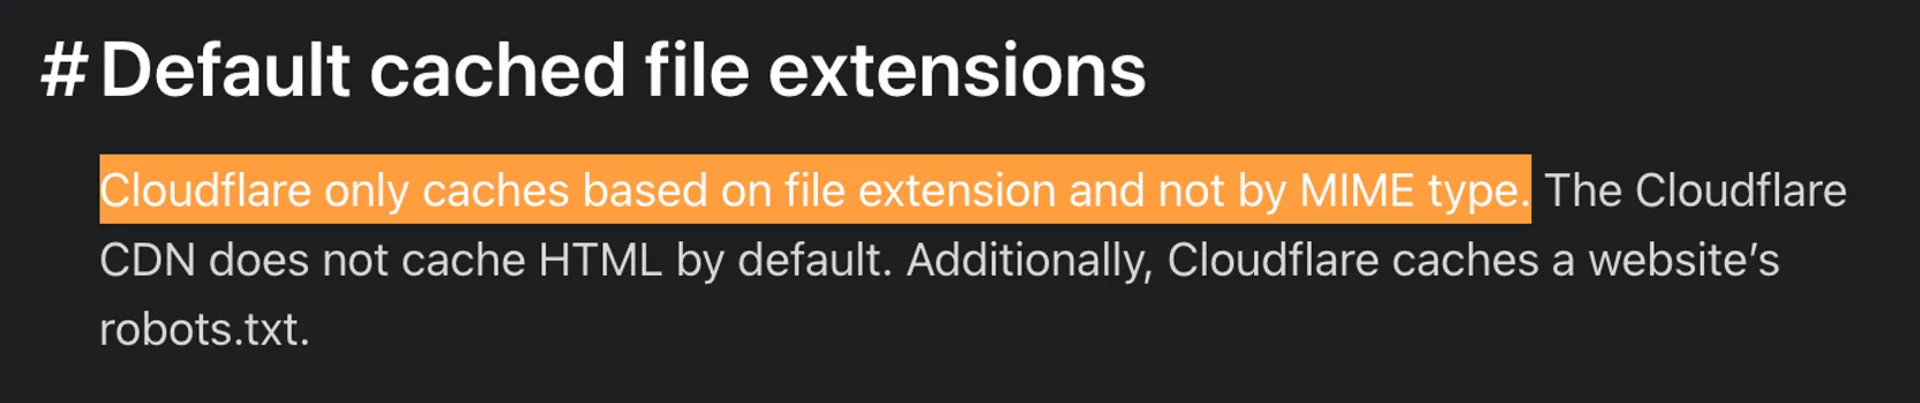 # Default cached file extensions
Cloudflare only caches based on file extension and not by MIME type. The Cloudflare
CDN does not cache HTML by default. Additionally, Cloudflare caches a website’s
robots.txt.